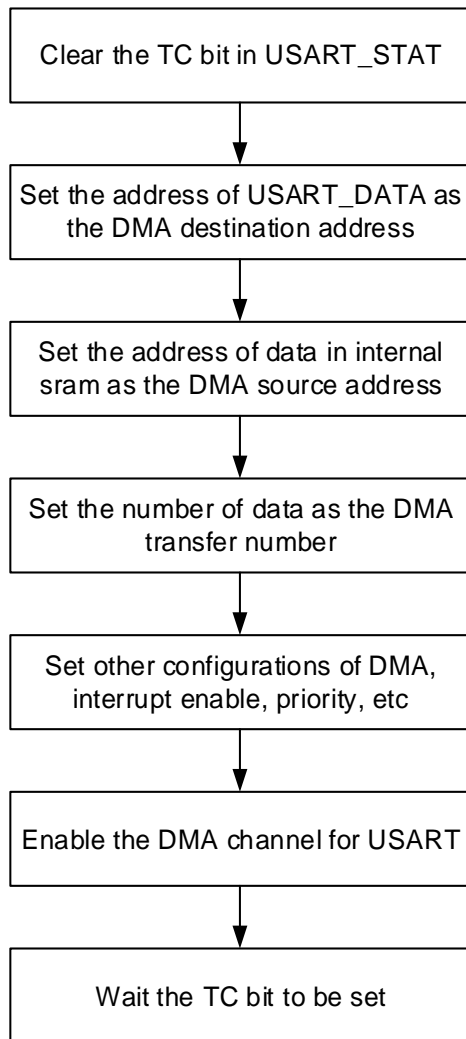 Clear the TC bit in USART_STAT
Set the address of USART_DATA as
the DMA destination address
Set the address of data in internal
sram as the DMA source address
Set the number of data as the DMA
transfer number
Set other configurations of DMA,
interrupt enable, priority, etc
Enable the DMA channel for USART
Wait the TC bit to be set